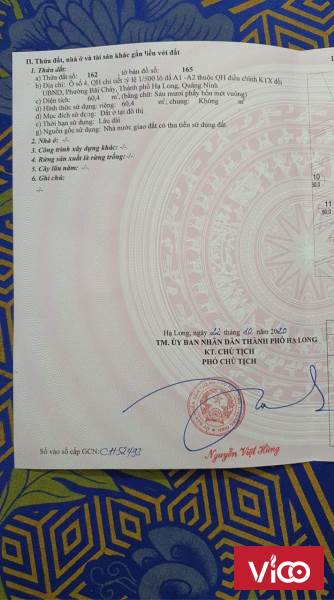 II. Thửa đất, nhà ở và tài sản khác gắn liền với đất
1. Thửa đất:
a) Thửa đất số: 162 , tờ bản đồ số: 165
b) Địa chỉ: Ô số 4, QH chi tiết tỷ lệ 1/500 lô đã A1 -A2 thuộc QH điều chỉnh KTX đồi
UBND, Phường Bãi Cháy, Thành phố Hạ Long, Quảng Ninh
c) Diện tích: 60,4 m², (bằng chữ: Sáu mươi phẩy bốn mét vuông)
d) Hình thức sử dụng: riêng: 60,4 m²; chung: Không m²
đ) Mục đích sử dụng: Đất ở tại đô thị
e) Thời hạn sử dụng: Lâu dài
g) Nguồn gốc sử dụng: Nhà nước giao đất có thu tiền sử dụng đất
2. Nhà ở: -/-
3. Công trình xây dựng khác: -/-
4. Rừng sản xuất là rừng trồng:-/-
5. Cây lâu năm: -/-
6. Ghi chú:
-/-
10
11
Hạ Long, ngày 22 tháng 10 năm 2020
TM. ỦY BAN NHÂN DÂN THÀNH PHỐ HẠ LONG
KT. CHỦ TỊCH
PHÓ CHỦ TỊCH
Nguyễn Việt Hùng
Số vào sổ cấp GCN: CH52493
ViCO